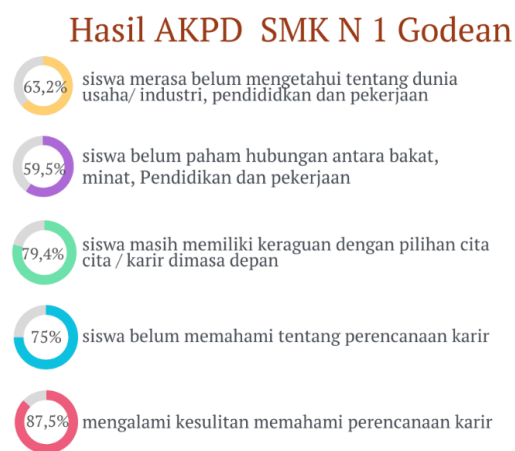 Hasil AKPD SMK N 1 Godean
63,2%
siswa merasa belum mengetahui tentang dunia
usaha/ industri, pendididkan dan pekerjaan
59,5%
siswa belum paham hubungan antara bakat,
minat, Pendidikan dan pekerjaan
79,4%
siswa masih memiliki keraguan dengan pilihan cita
cita / karir dimasa depan
75%
siswa belum memahami tentang perencanaan karir
87,5%
mengalami kesulitan memahami perencanaan karir